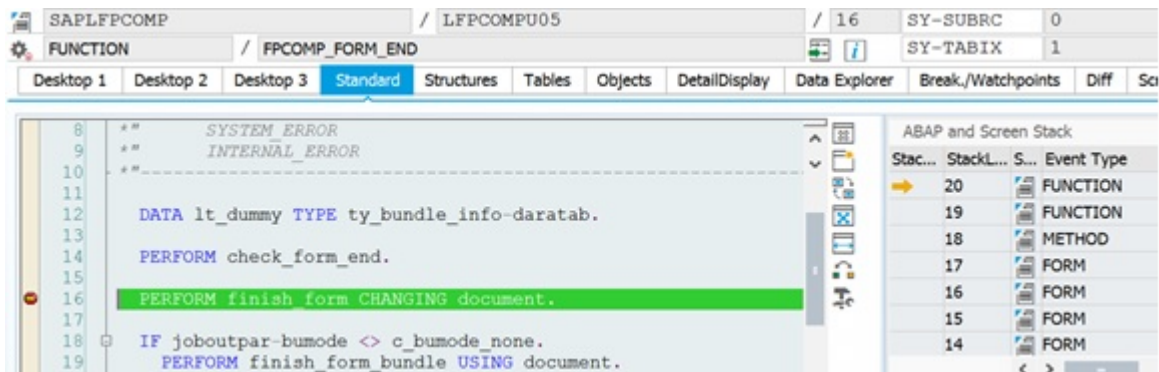 SAPLFPCOMP / LFPCOMPU05 / 16 SY-SUBRC 0
FUNCTION / FPCOMP_FORM_END SY-TABIX 1
Desktop 1 Desktop 2 Desktop 3 Standard Structures Tables Objects DetailDisplay Data Explorer Break./Watchpoints Diff
8 *" SYSTEM_ERROR
9 *" INTERNAL_ERROR
10 *"----------------------------------------------------------------------
11
12 DATA lt_dummy TYPE ty_bundle_info-daratab.
13
14 PERFORM check_form_end.
15
16 PERFORM finish_form CHANGING document.
17
18 IF joboutpar-bumode <> c_bumode_none.
19 PERFORM finish_form_bundle USING document.
ABAP and Screen Stack
Stac... StackL... S... Event Type
20 FUNCTION
19 FUNCTION
18 METHOD
17 FORM
16 FORM
15 FORM
14 FORM